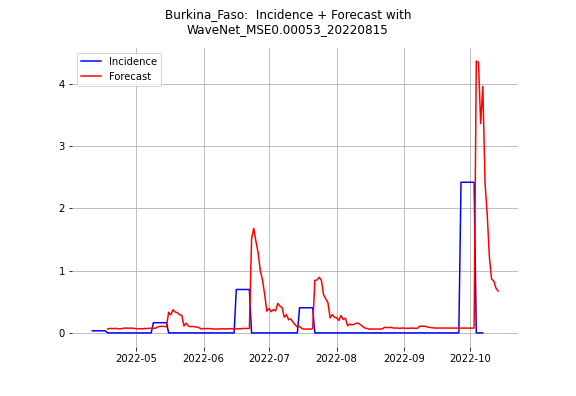 Burkina_Faso:  Incidence + Forecast with
WaveNet_MSE0.00053_20220815
Incidence
Forecast
4
3
2
1
0
2022-05
2022-06
2022-07
2022-08
2022-09
2022-10